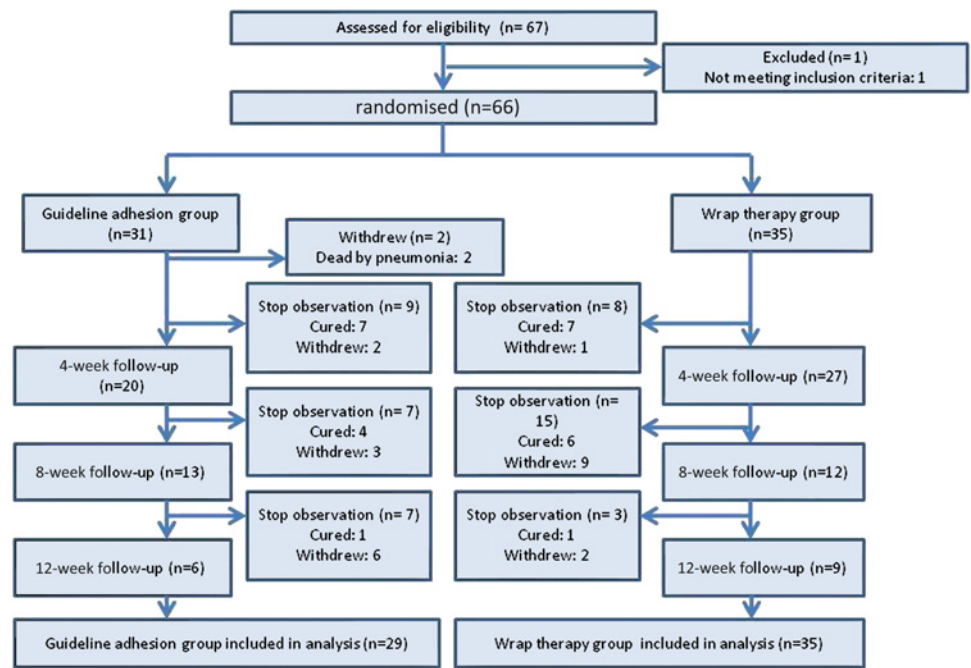 Assessed for eligibility (n= 67)
Excluded (n= 1)
Not meeting inclusion criteria: 1
randomised (n=66)
Guideline adhesion group
(n=31)
Wrap therapy group
(n=35)
Withdrew (n= 2)
Dead by pneumonia: 2
Stop observation (n= 9)
Cured: 7
Withdrew: 2
Stop observation (n= 8)
Cured: 7
Withdrew: 1
4-week follow-up
(n=20)
4-week follow-up (n=27)
Stop observation (n= 7)
Cured: 4
Withdrew: 3
Stop observation (n=
15)
Cured: 6
Withdrew: 9
8-week follow-up (n=13)
8-week follow-up (n=12)
Stop observation (n= 7)
Cured: 1
Withdrew: 6
Stop observation (n= 3)
Cured: 1
Withdrew: 2
12-week follow-up (n=6)
12-week follow-up (n=9)
Guideline adhesion group included in analysis (n=29)
Wrap therapy group included in analysis (n=35)